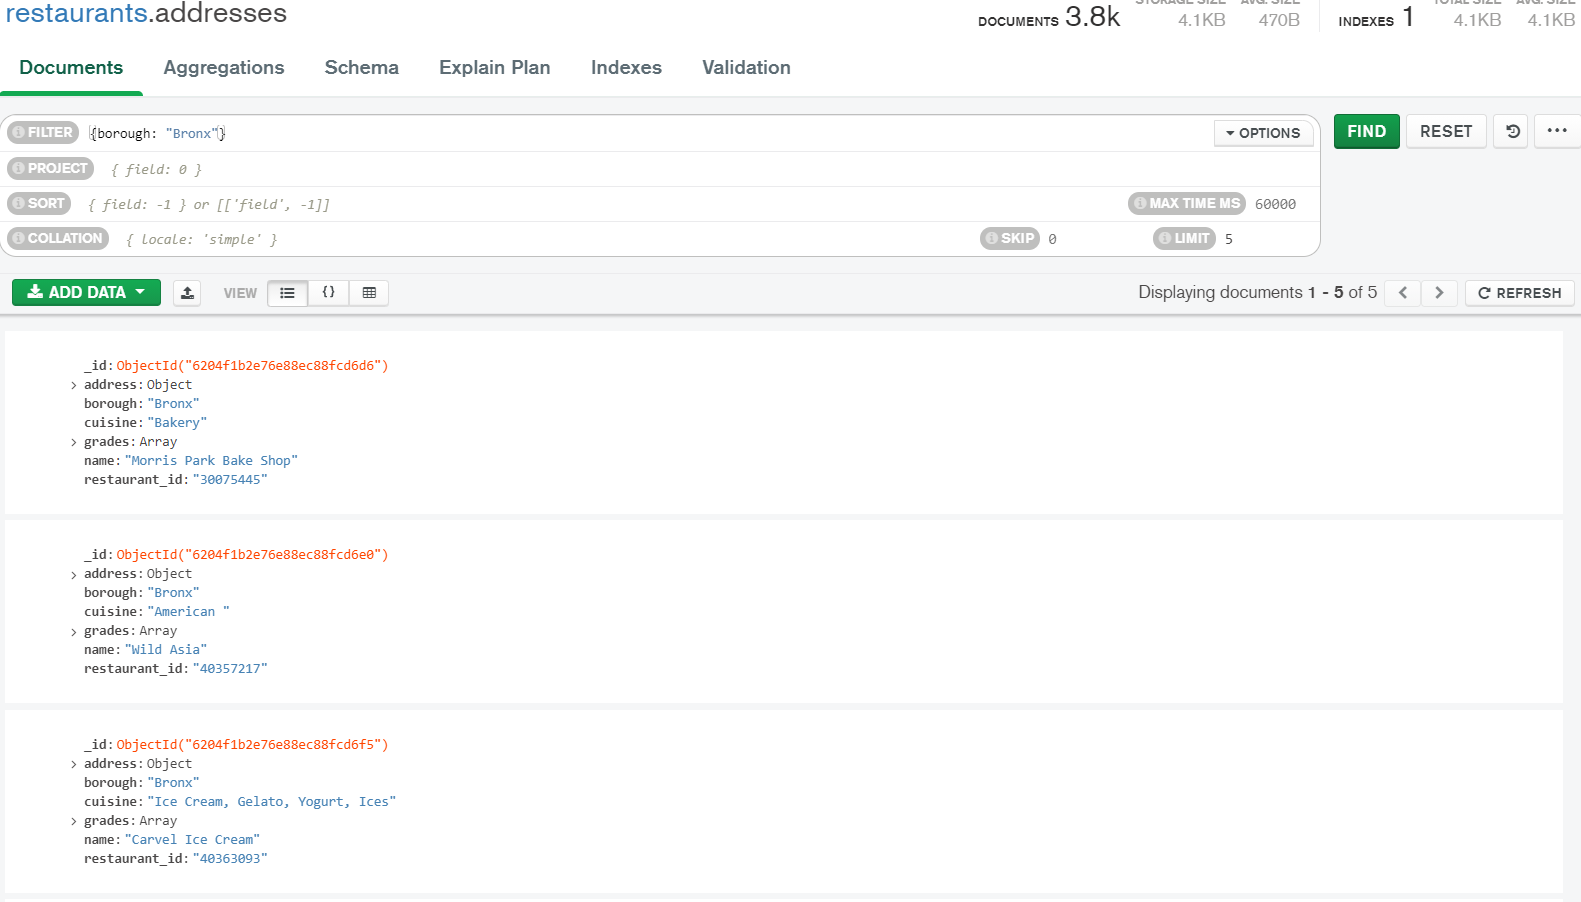 restaurants.addresses
DOCUMENTS 3.8k STORAGE SIZE 4.1KB AVG. SIZE 470B INDEXES 1 TOTAL SIZE 4.1KB AVG. SIZE 4.1KB
Documents Aggregations Schema Explain Plan Indexes Validation
FILTER {borough: "Bronx"} OPTIONS FIND RESET
PROJECT { field: 0 }
SORT { field: -1 } or [['field', -1]] MAX TIME MS 60000
COLLATION { locale: 'simple' } SKIP 0 LIMIT 5
ADD DATA VIEW {} Displaying documents 1 - 5 of 5 REFRESH
_id: ObjectId("6204f1b2e76e88ec88fcd6d6")
address: Object
borough: "Bronx"
cuisine: "Bakery"
grades: Array
name: "Morris Park Bake Shop"
restaurant_id: "30075445"
_id: ObjectId("6204f1b2e76e88ec88fcd6e0")
address: Object
borough: "Bronx"
cuisine: "American "
grades: Array
name: "Wild Asia"
restaurant_id: "40357217"
_id: ObjectId("6204f1b2e76e88ec88fcd6f5")
address: Object
borough: "Bronx"
cuisine: "Ice Cream, Gelato, Yogurt, Ices"
grades: Array
name: "Carvel Ice Cream"
restaurant_id: "40363093"